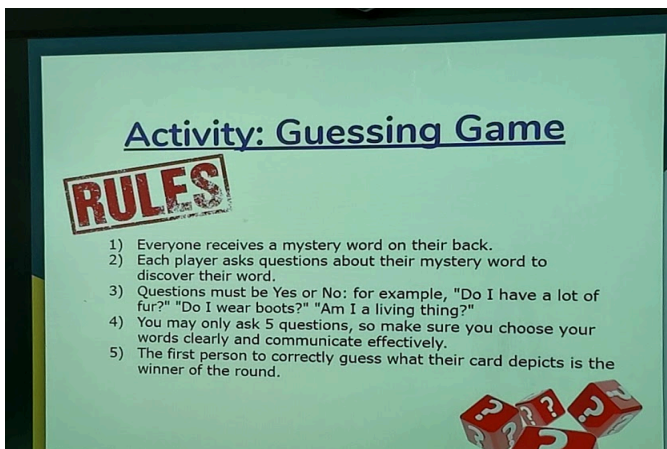 Activity: Guessing Game
RULES
1) Everyone receives a mystery word on their back.
2) Each player asks questions about their mystery word to
discover their word.
3) Questions must be Yes or No: for example, "Do I have a lot of
fur?" "Do I wear boots?" "Am I a living thing?"
4) You may only ask 5 questions, so make sure you choose your
words clearly and communicate effectively.
5) The first person to correctly guess what their card depicts is the
winner of the round.
? ? ?
? ?
?